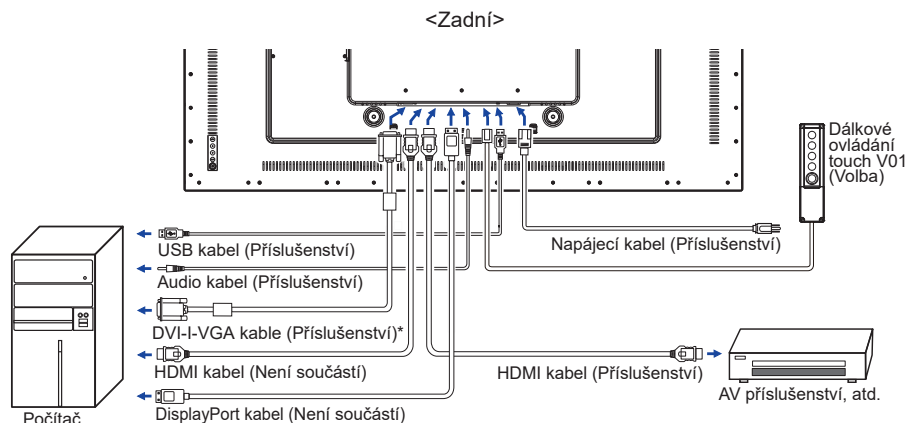 <Zadní>
Dálkové
ovládání
touch V01
(Volba)
USB kabel (Příslušenství)
Napájecí kabel (Příslušenství)
Audio kabel (Příslušenství)
DVI-I-VGA kable (Příslušenství)*
HDMI kabel (Není součástí)
HDMI kabel (Příslušenství)
AV příslušenství, atd.
DisplayPort kabel (Není součástí)
Počítač